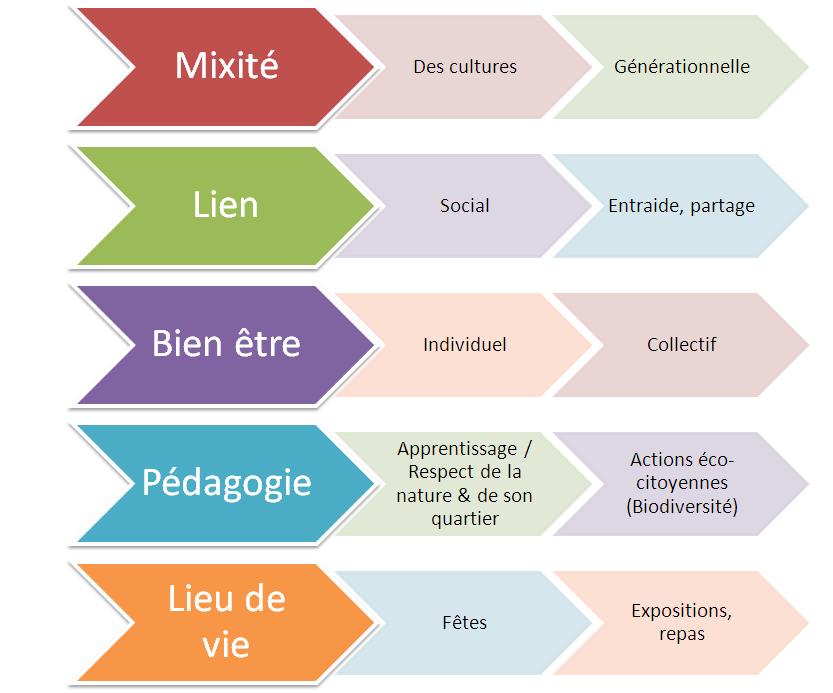 Mixité
Des cultures
Générationnelle
Lien
Social
Entraide, partage
Bien être
Individuel
Collectif
Pédagogie
Apprentissage /
Respect de la
nature & de son
quartier
Actions éco-
citoyennes
(Biodiversité)
Lieu de
vie
Fêtes
Expositions,
repas